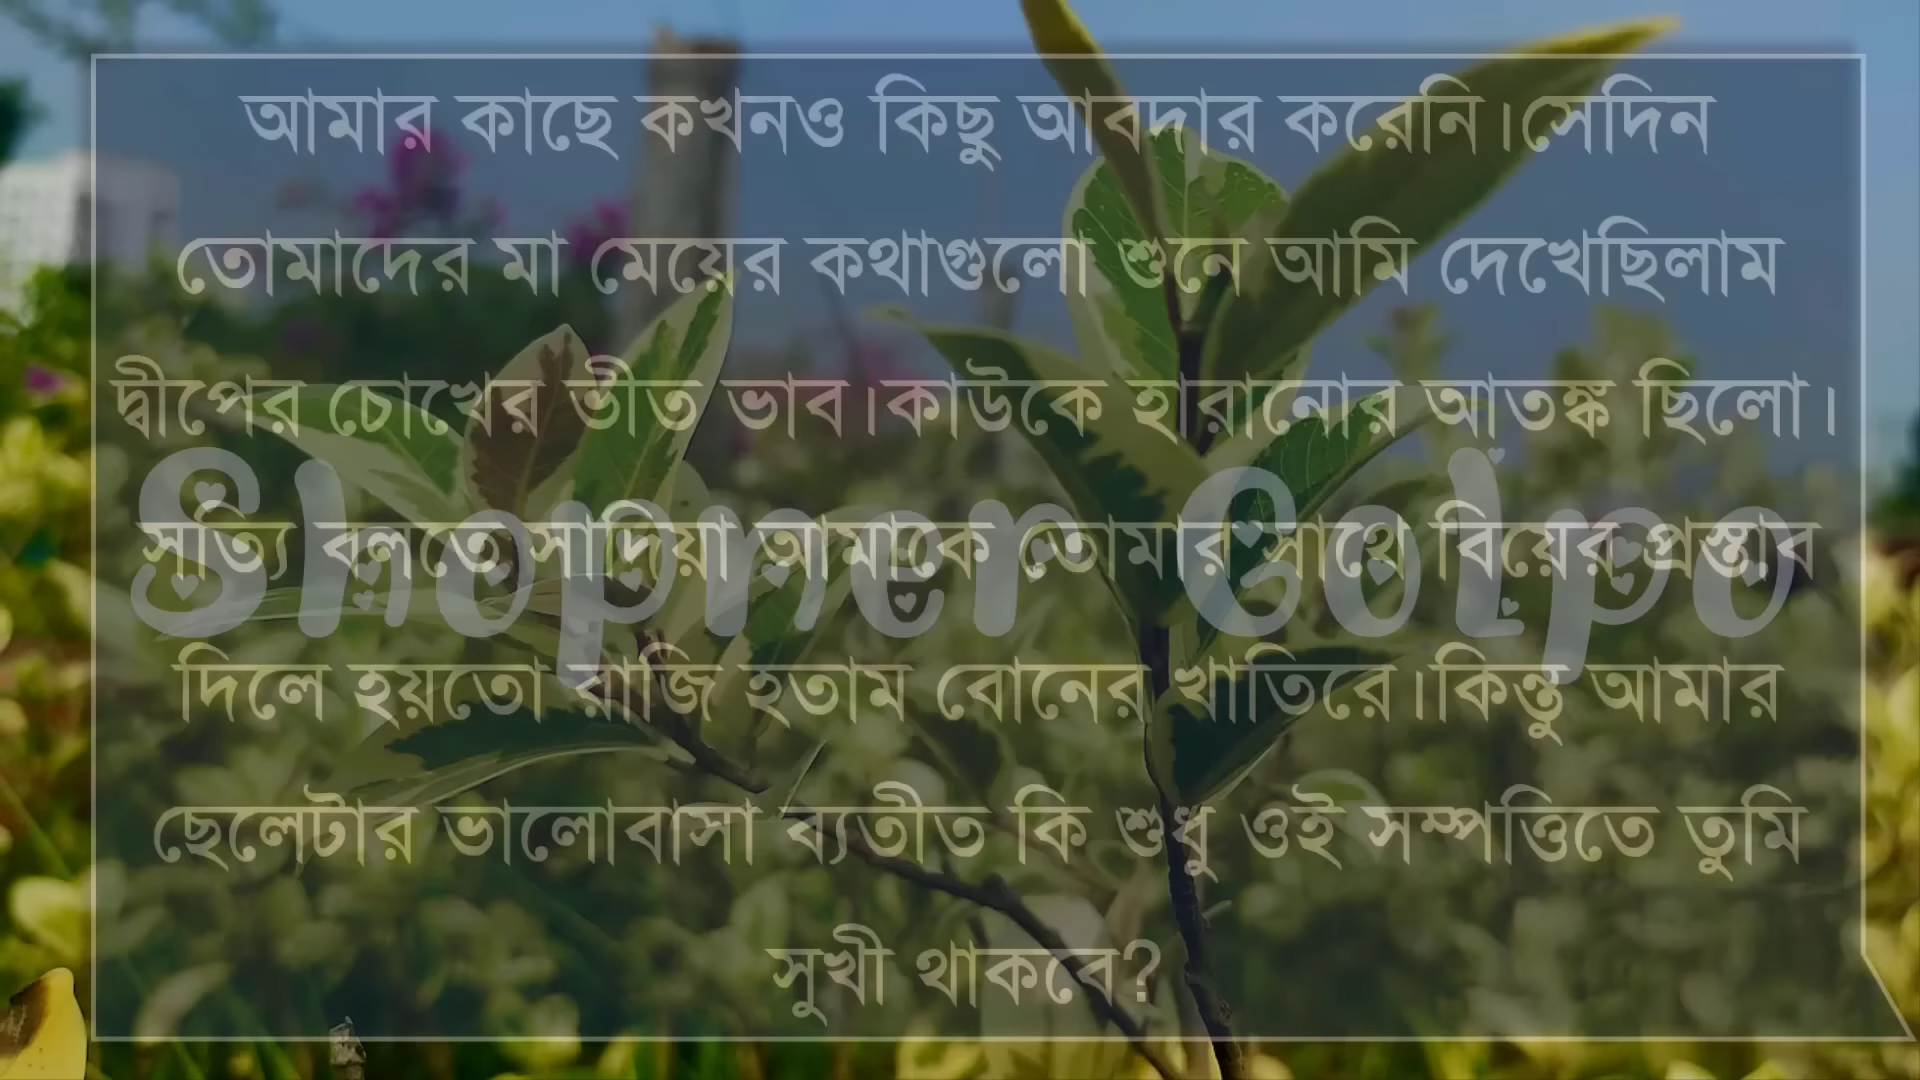 আমার কাছে কখনও কিছু আবদার করেনি।সেদিন
তোমাদের মা মেয়ের কথাগুলো শুনে আমি দেখেছিলাম
দ্বীপের চোখের ভীত ভাব।কাউকে হারানোর আতঙ্ক ছিলো।
Shopner Golpo
সত্যি বলতে সাদিয়া আমাকে তোমার সাথে বিয়ের প্রস্তাব
দিলে হয়তো রাজি হতাম বোনের খাতিরে।কিন্তু আমার
ছেলেটার ভালোবাসা ব্যতীত কি শুধু ওই সম্পত্তিতে তুমি
সুখী থাকবে?